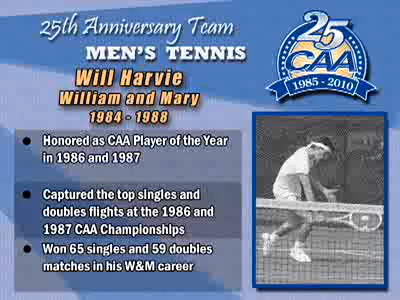 25th Anniversary Team
MEN'S TENNIS
Will Harvie
William and Mary
1984 - 1988
25
CAA
1985 - 2010
Honored as CAA Player of the Year
in 1986 and 1987
Captured the top singles and
doubles flights at the 1986 and
1987 CAA Championships
Won 65 singles and 59 doubles
matches in his W&M career